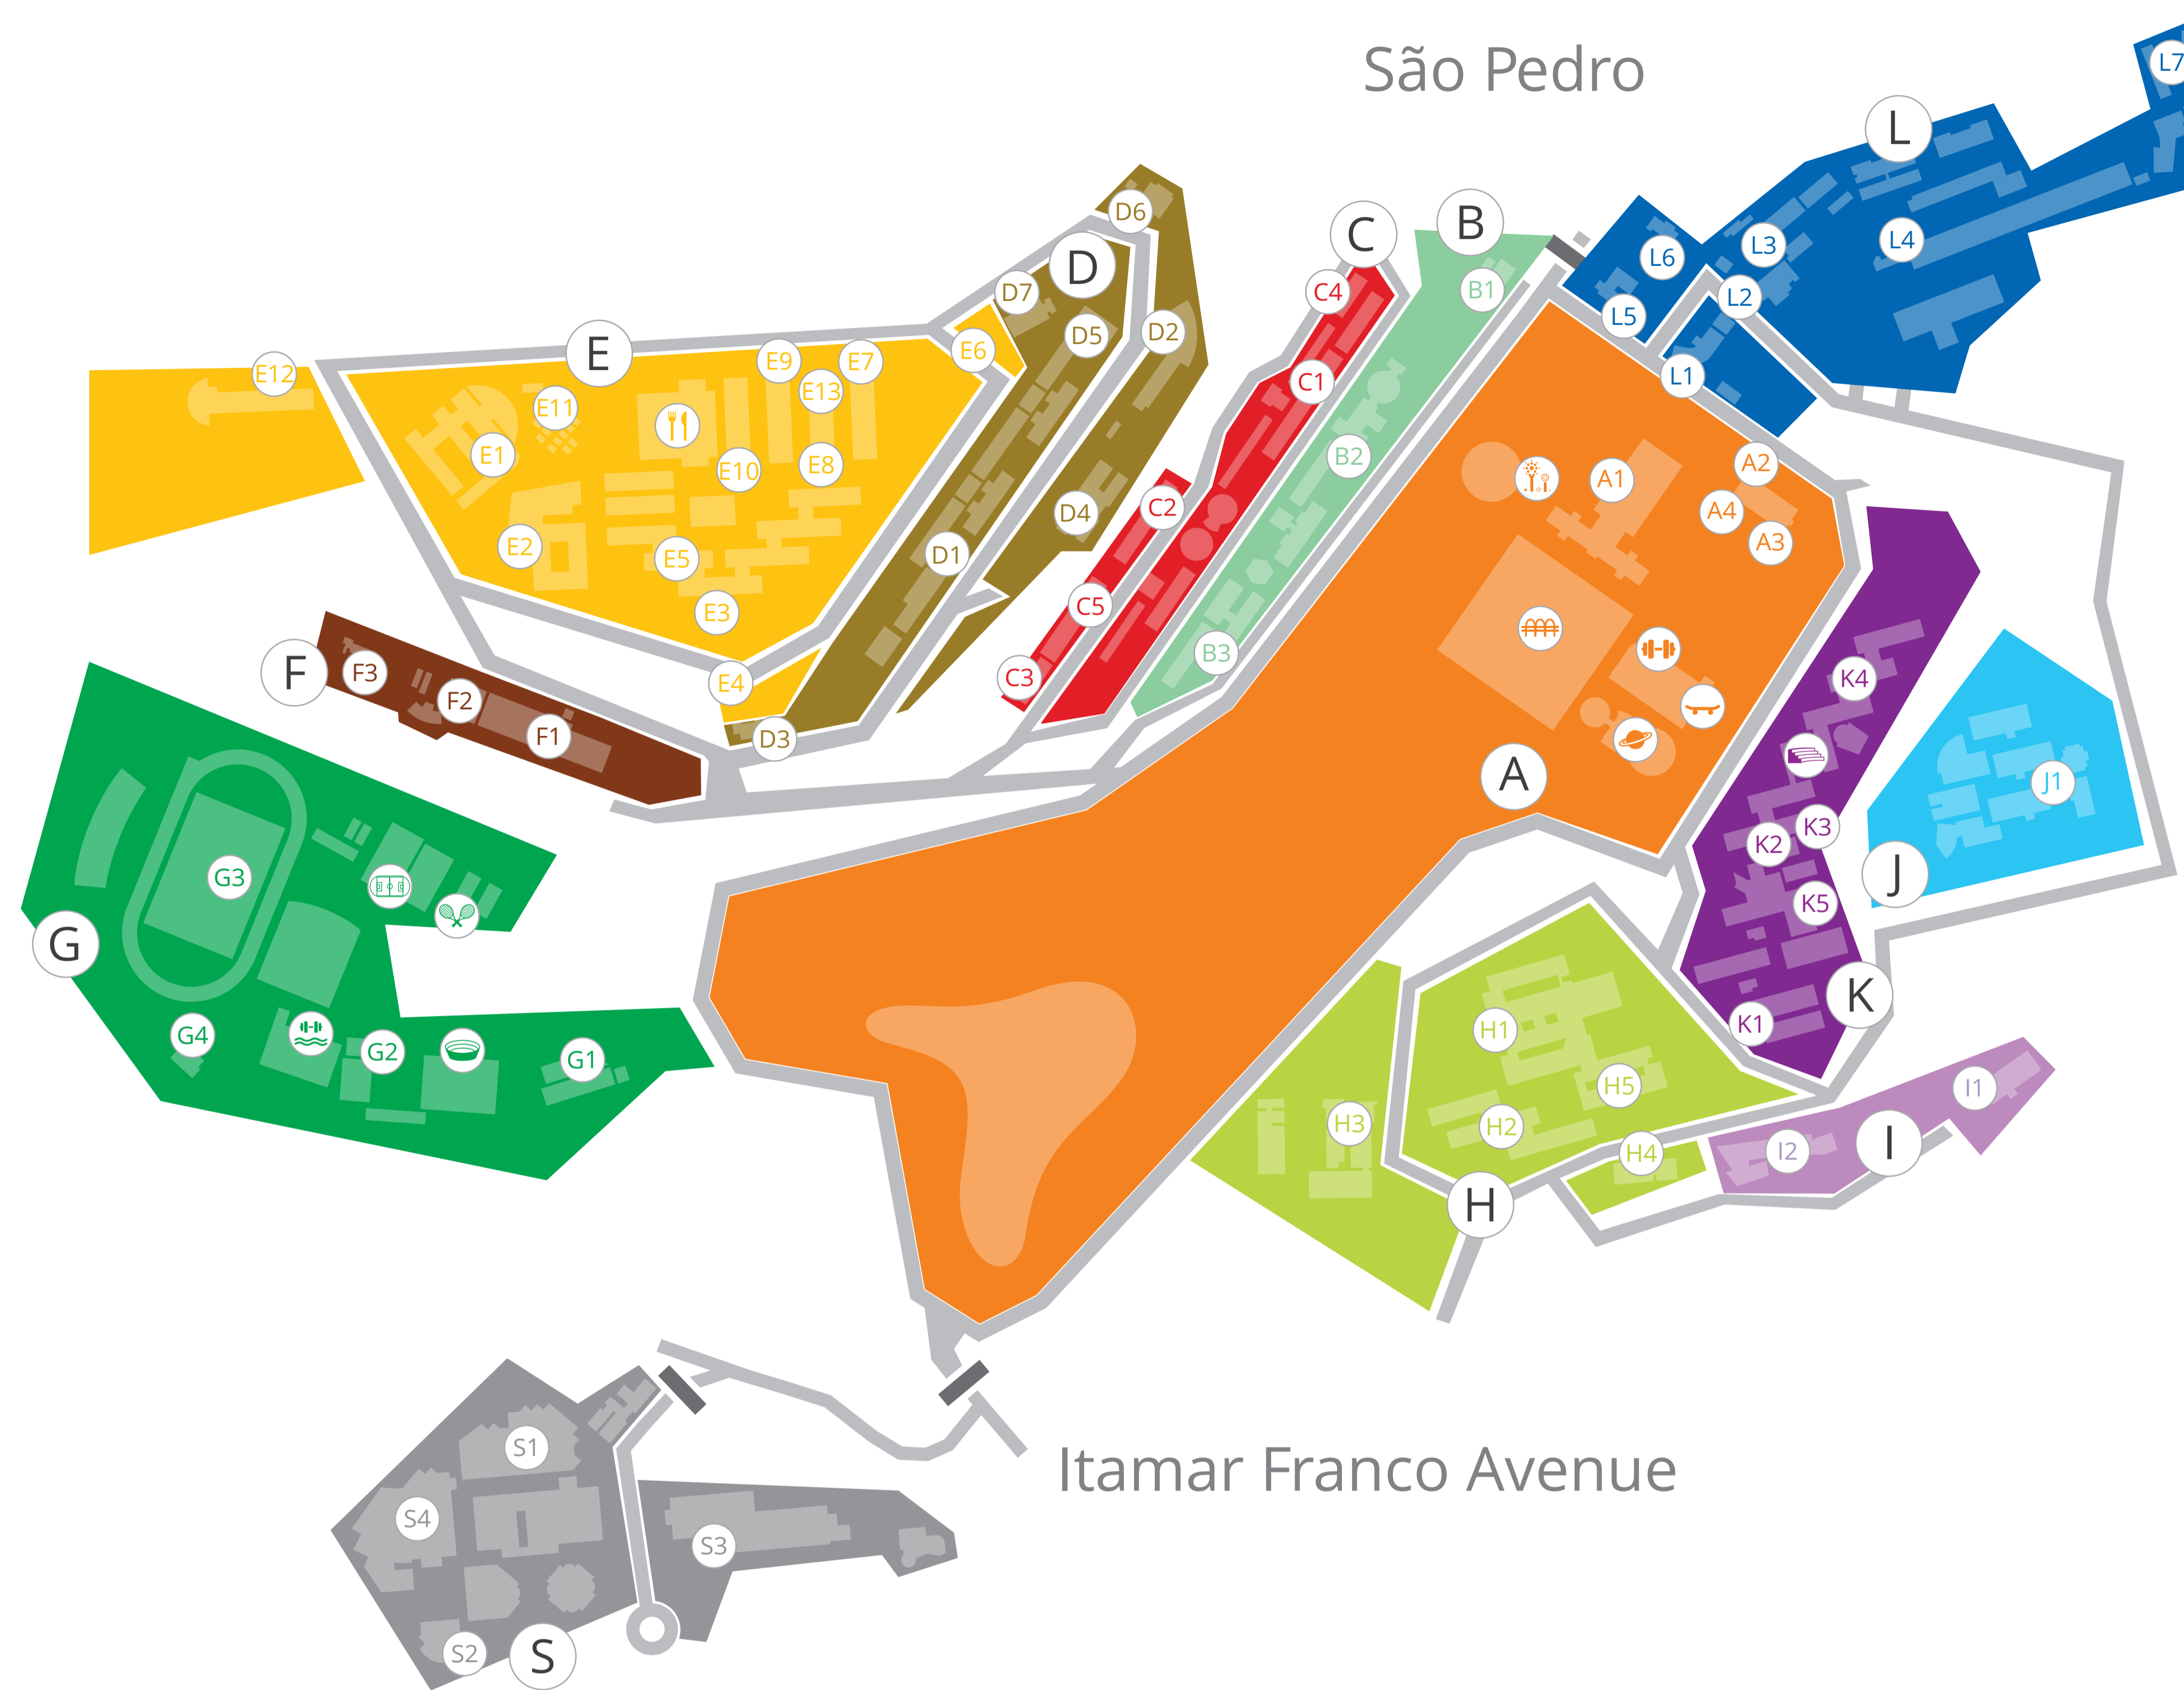 São Pedro
L7
L
D6
C
B
L6
L3
L4
D
D7
C4
B1
L2
L5
D5
D2
E
E6
E9
E7
E12
E13
C1
L1
E11
E1
B2
E10
E8
A1
A2
C2
D4
A4
E2
D1
A3
E5
C5
E3
B3
F
F3
C3
K4
E4
F2
F1
D3
A
J1
K3
K2
G3
J
K5
G
K
K1
G4
H1
G2
G1
H5
I1
H3
H2
I
I2
H4
H
S1
Itamar Franco Avenue
S4
S3
S2
S